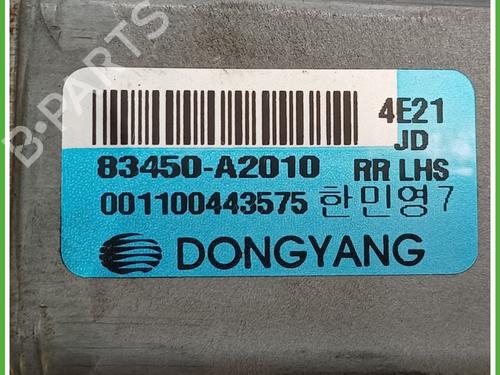 B-PARTS
4E21
JD
83450-A2010 RR LHS
001100443575 한민영7
DONGYANG